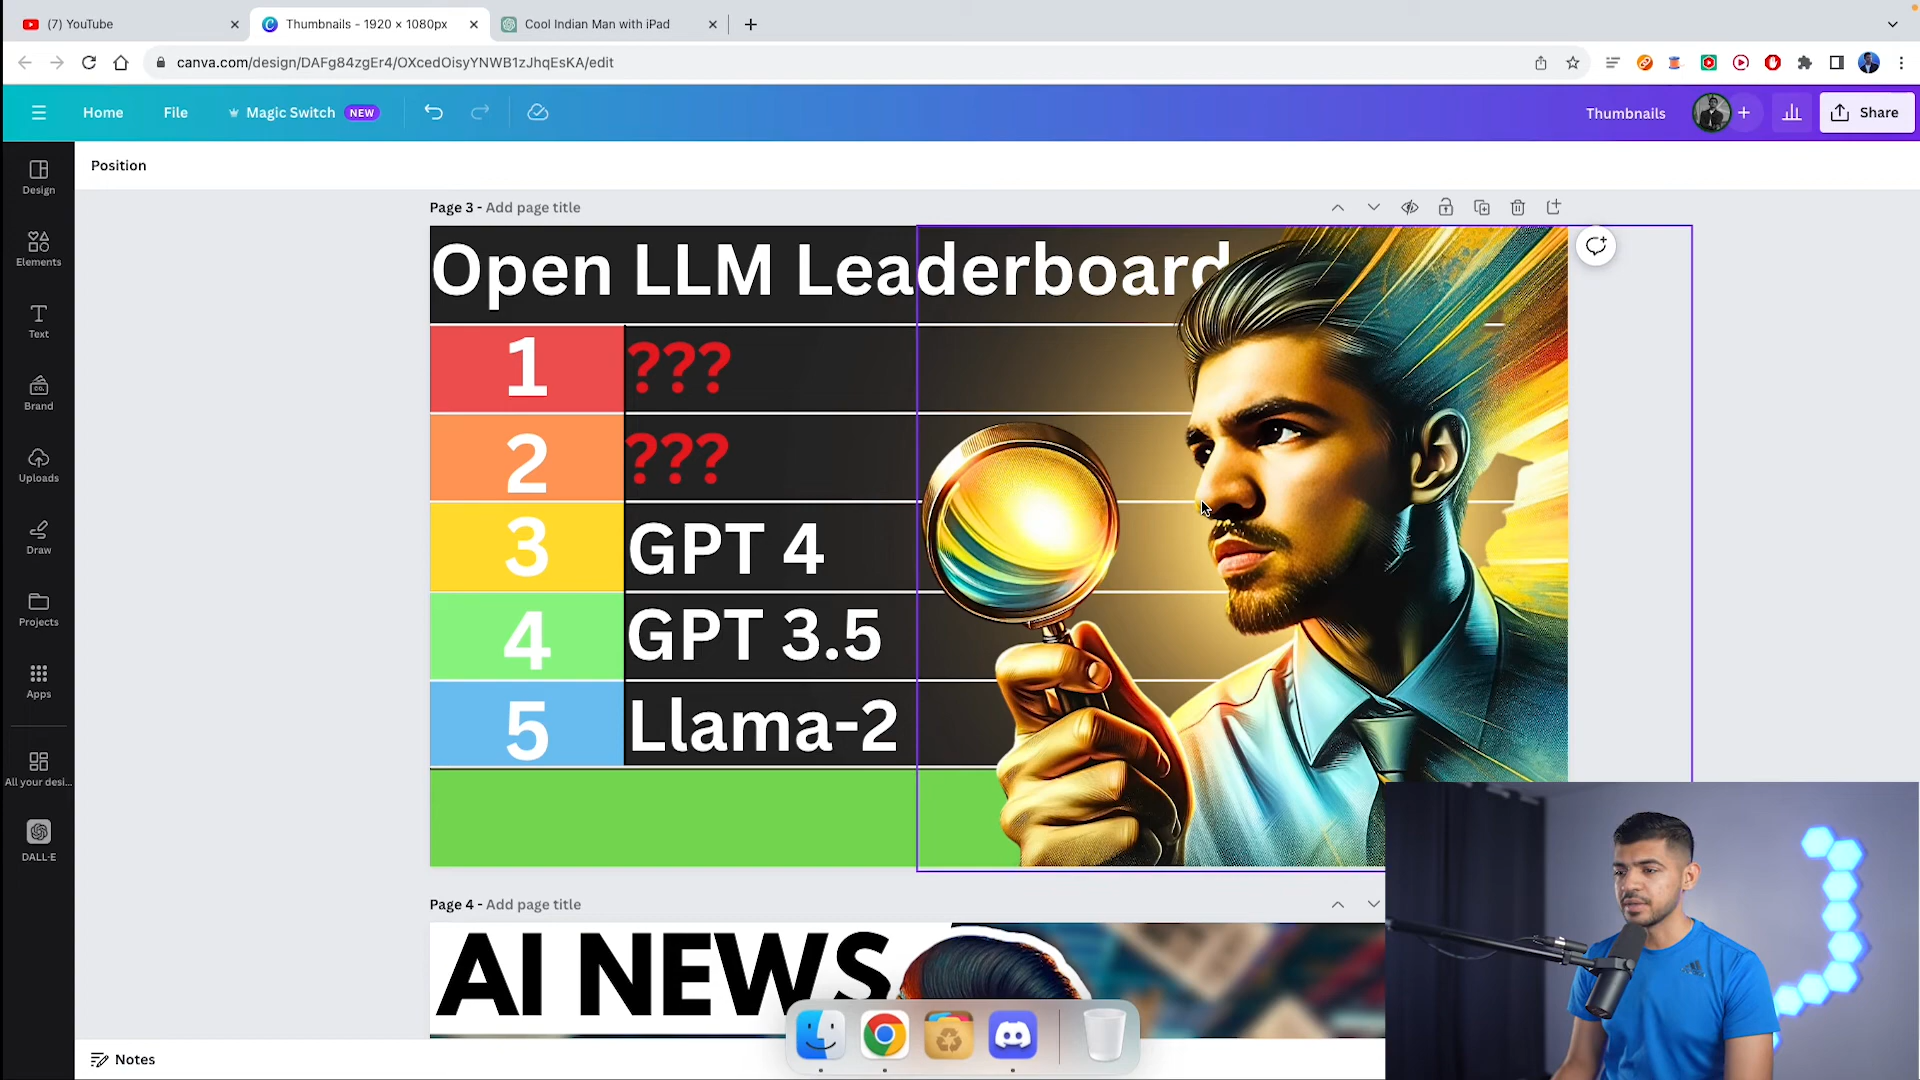 (7) YouTube
Thumbnails - 1920 × 1080px
Cool Indian Man with iPad
canva.com/design/DAFg84zgEr4/OXcedOisyYNWB1zJhqEsKA/edit
Home
File
Magic Switch
NEW
Thumbnails
Share
Design
Elements
Text
Brand
Uploads
Draw
Projects
Apps
All your desi...
DALL·E
Position
Page 3 - Add page title
Open LLM Leaderboard
1 ???
2 ???
3 GPT 4
4 GPT 3.5
5 Llama-2
Page 4 - Add page title
AI NEWS
Notes